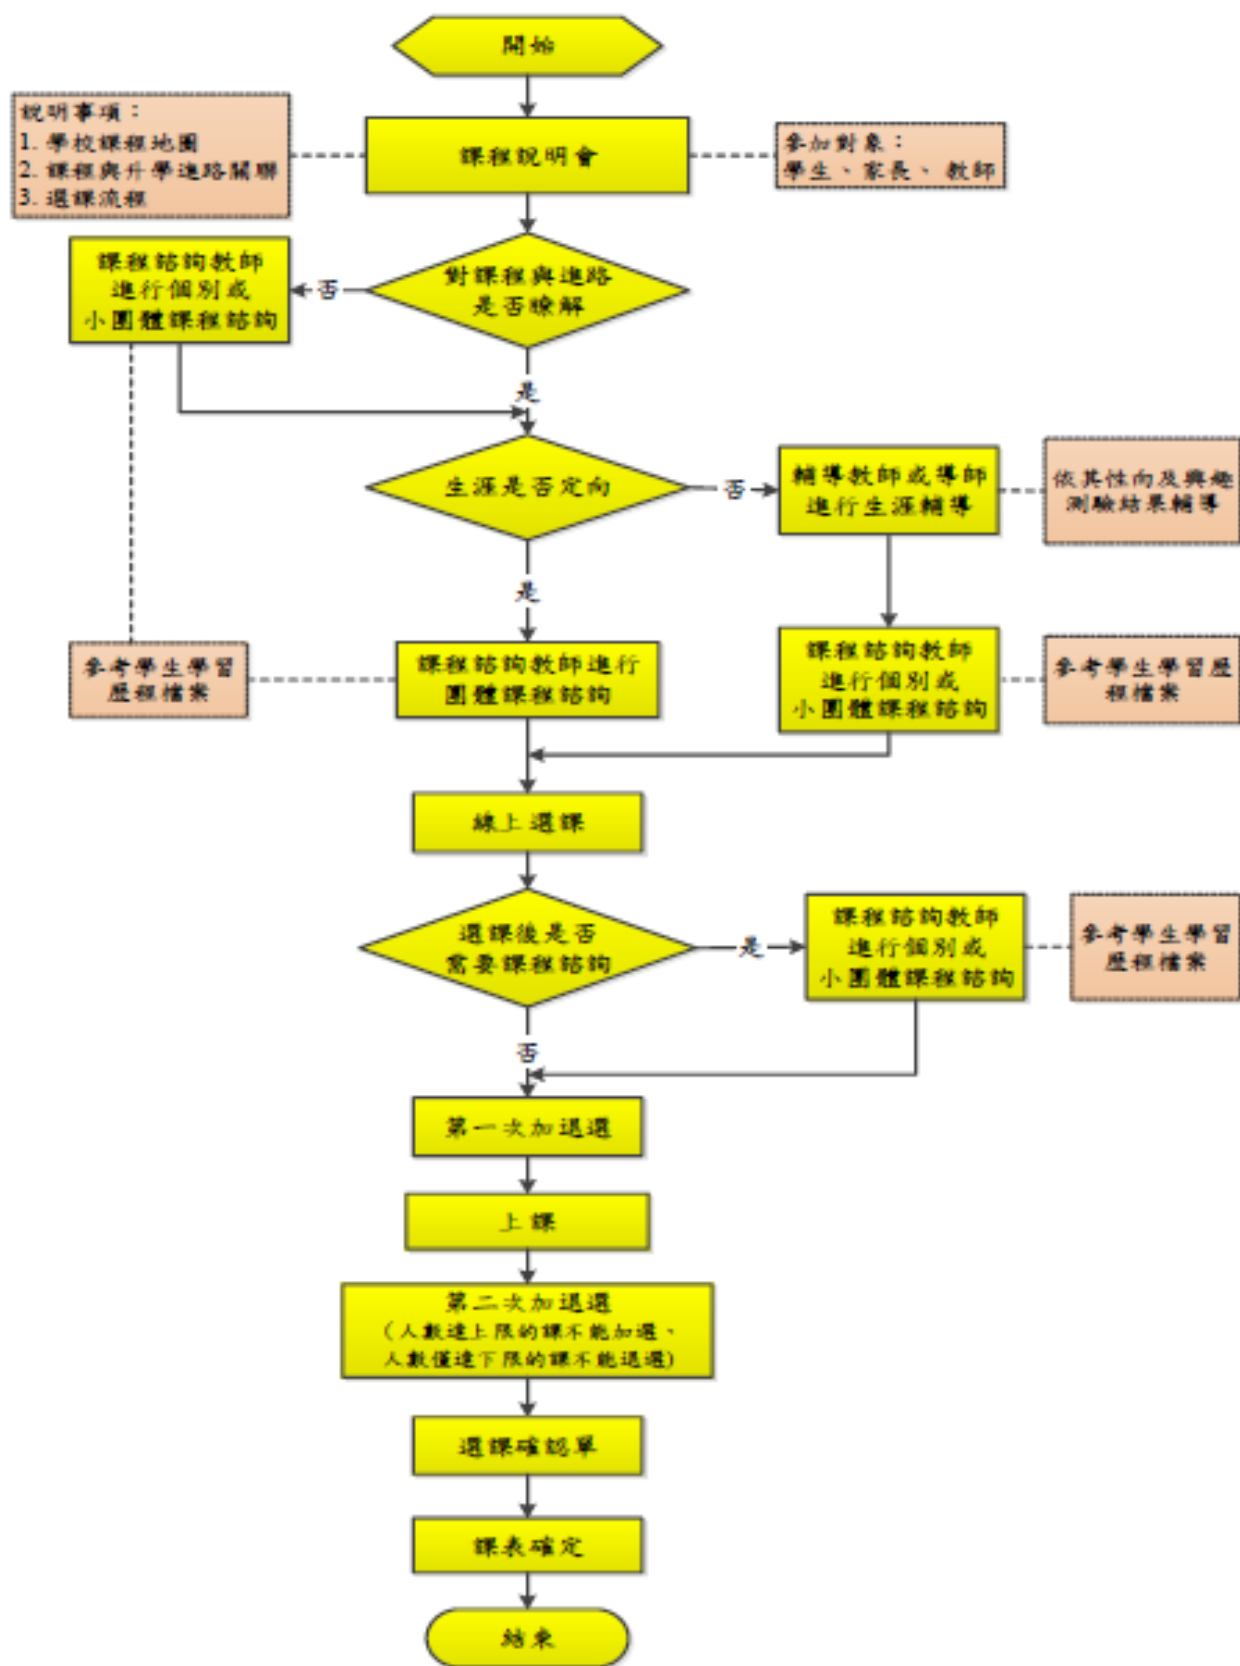 開始
說明事項：
1. 學校課程地圖
2. 課程與升學進路關聯
3. 選課流程
課程說明會
參加對象：
學生、家長、教師
課程諮詢教師
進行個別或
小團體課程諮詢
否
對課程與進路
是否瞭解
是
生涯是否定向
否
輔導教師或導師
進行生涯輔導
依其性向及興趣
測驗結果輔導
是
參考學生學習
歷程檔案
課程諮詢教師進行
團體課程諮詢
課程諮詢教師
進行個別或
小團體課程諮詢
參考學生學習歷
程檔案
線上選課
選課後是否
需要課程諮詢
是
課程諮詢教師
進行個別或
小團體課程諮詢
參考學生學習
歷程檔案
否
第一次加退選
上課
第二次加退選
（人數達上限的課不能加選、
人數僅達下限的課不能退選)
選課確認單
課表確定
結束